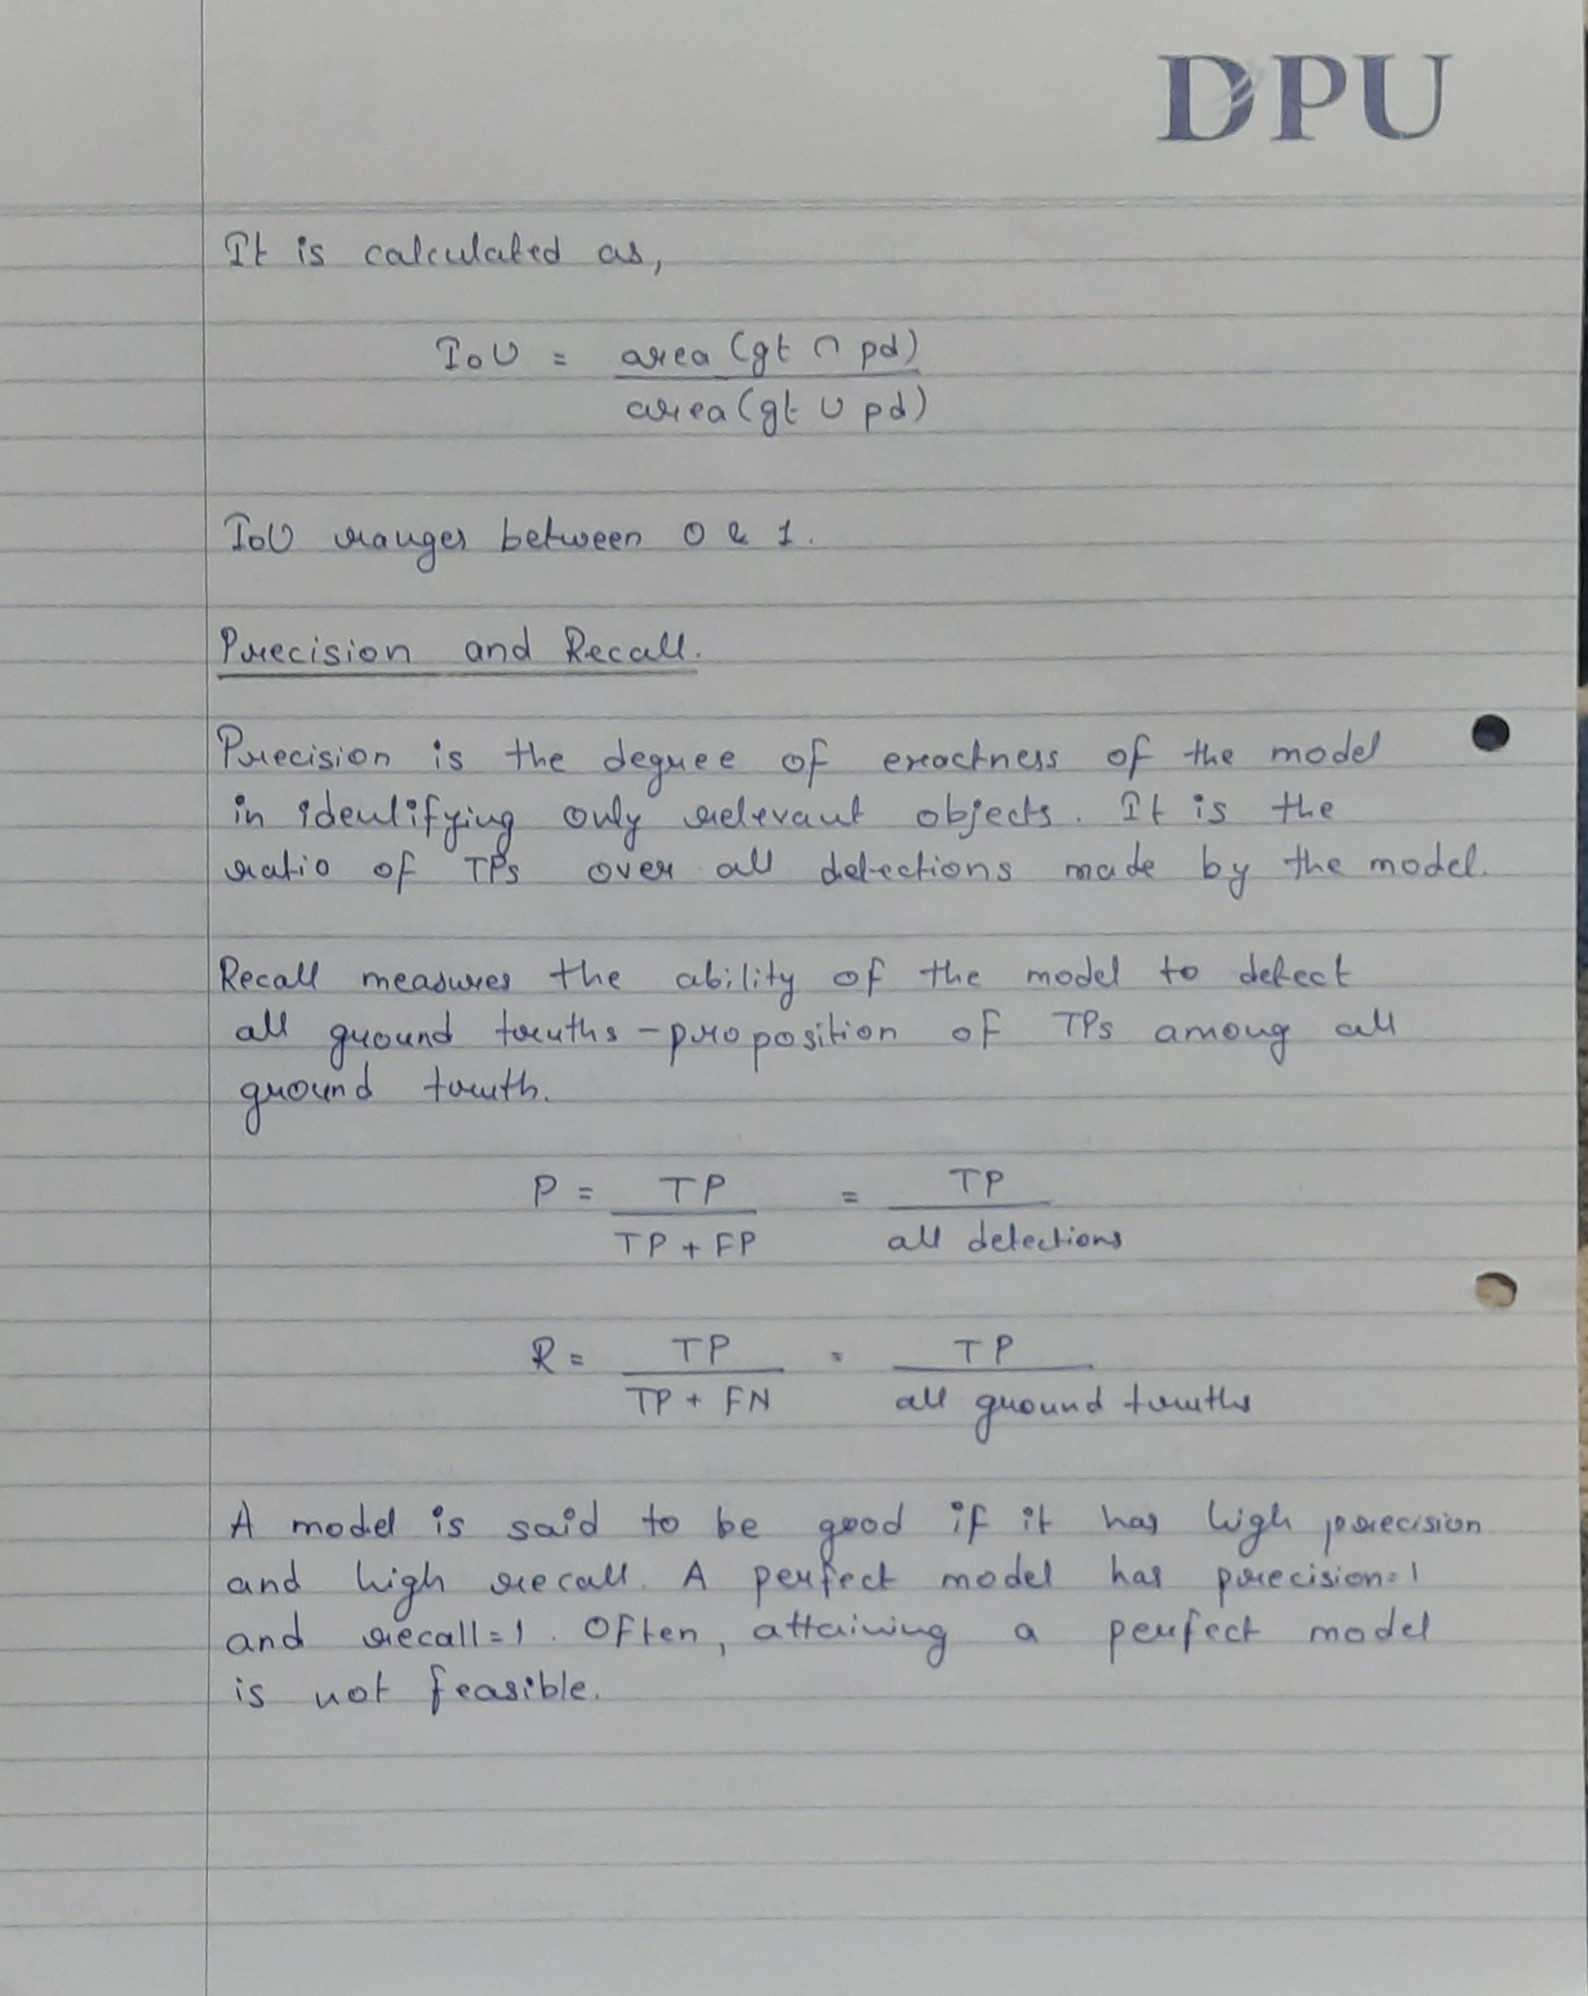 DPU
It is calculated as,
IoU = area (gt ∩ pd)
area (gt ∪ pd)
IoU ranges between 0 & 1.
Precision and Recall.
Precision is the degree of exactness of the model
in identifying only relevant objects. It is the
ratio of TPs over all detections made by the model.
Recall measures the ability of the model to detect
all ground truths - proposition of TPs among all
ground truth.
P = TP = TP
TP + FP all detections
R = TP = TP
TP + FN all ground truths
A model is said to be good if it has high precision
and high recall. A perfect model has precision=1
and recall=1. Often, attaining a perfect model
is not feasible.